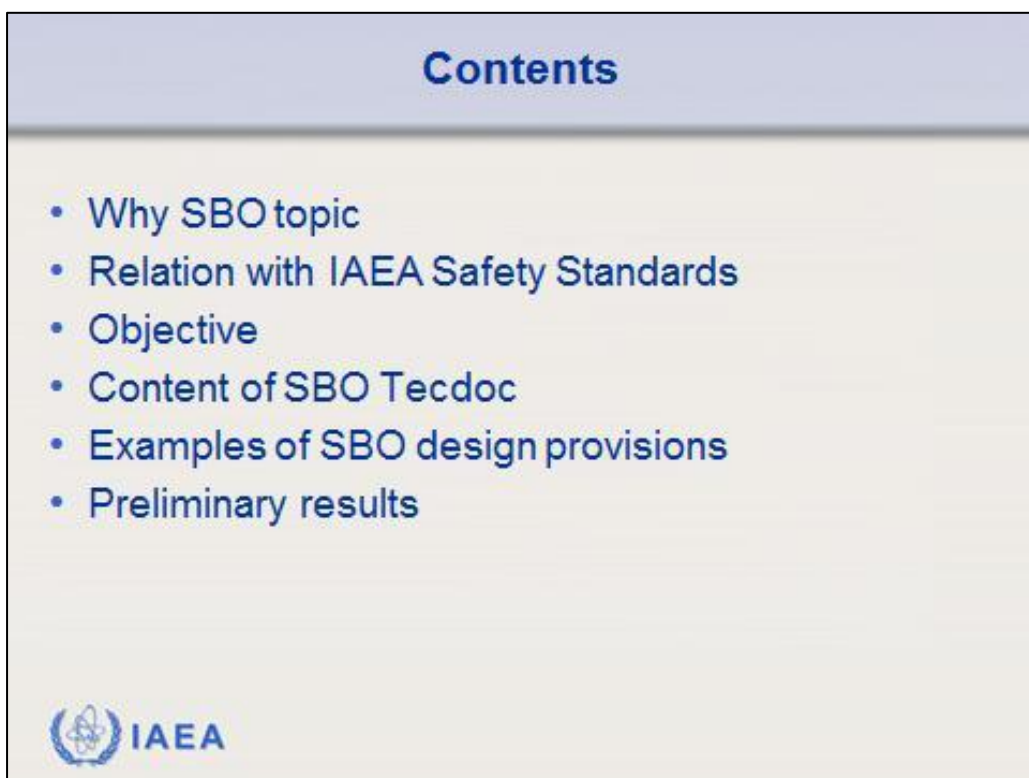 Contents
• Why SBO topic
• Relation with IAEA Safety Standards
• Objective
• Content of SBO Tecdoc
• Examples of SBO design provisions
• Preliminary results
IAEA